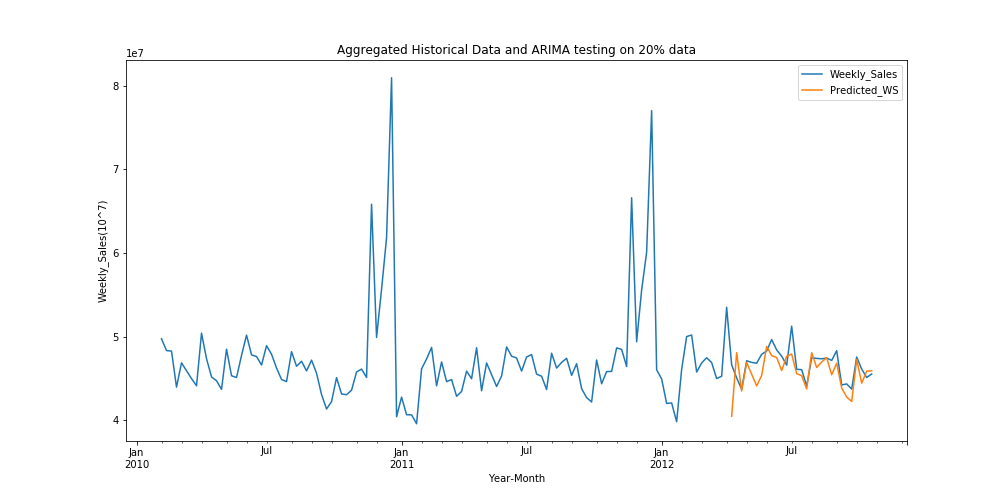 Aggregated Historical Data and ARIMA testing on 20% data
1e7
Weekly_Sales
Predicted_WS
8
7
6
5
4
Weekly_Sales(10^7)
Jan
2010
Jul
Jan
2011
Jul
Jan
2012
Jul
Year-Month